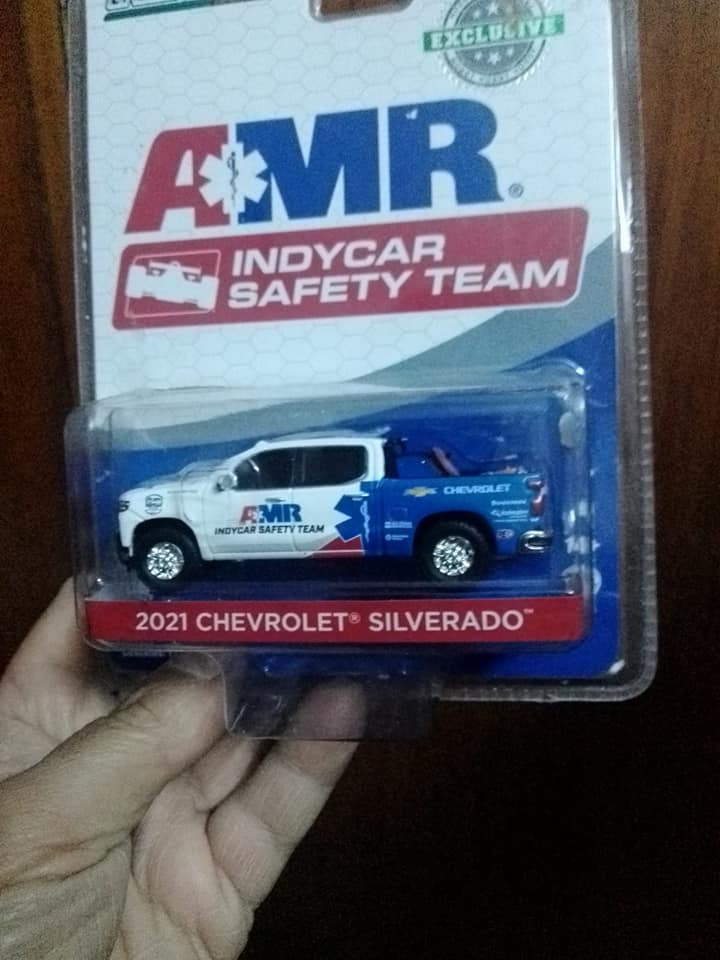 EXCLUSIVE
AMR®
INDYCAR
SAFETY TEAM
AMR
INDYCAR SAFETY TEAM
CHEVROLET
2021 CHEVROLET® SILVERADO™